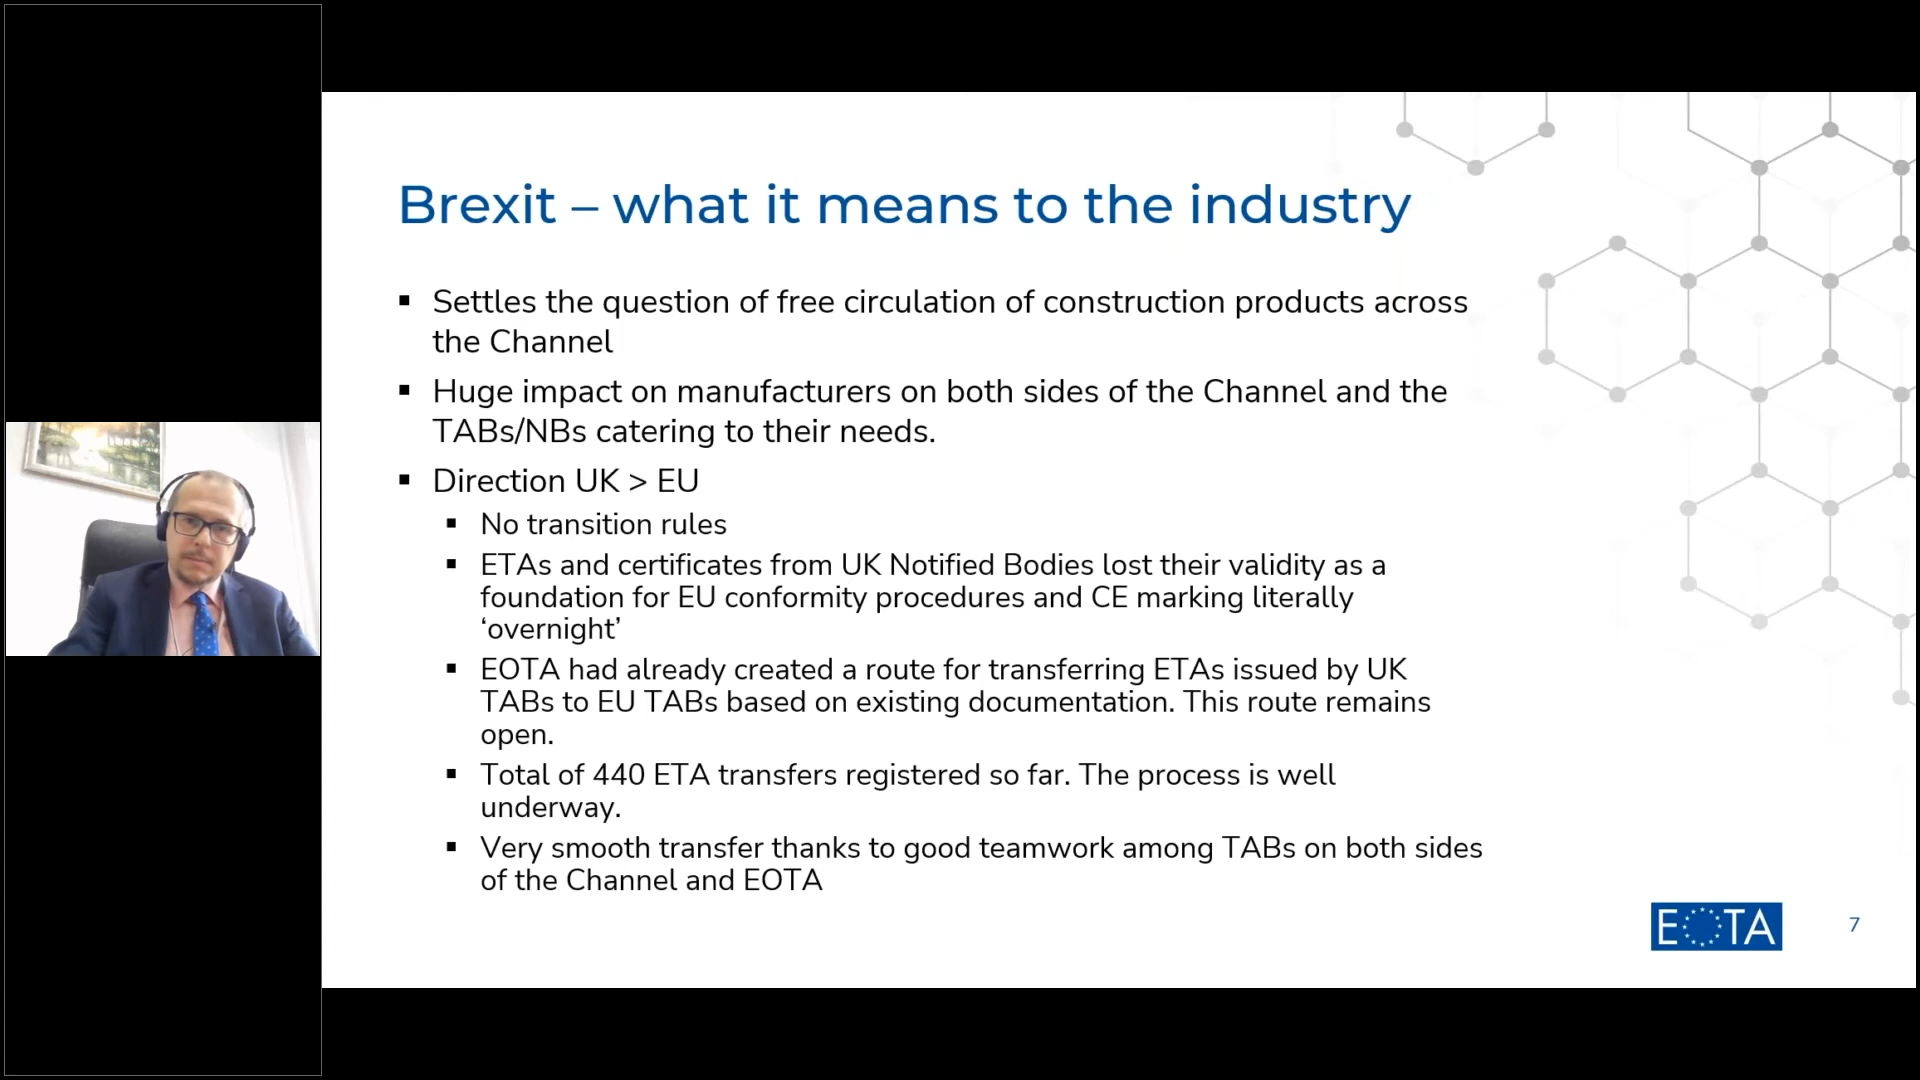 Brexit – what it means to the industry
▪ Settles the question of free circulation of construction products across
the Channel
▪ Huge impact on manufacturers on both sides of the Channel and the
TABs/NBs catering to their needs.
▪ Direction UK > EU
▪ No transition rules
▪ ETAs and certificates from UK Notified Bodies lost their validity as a
foundation for EU conformity procedures and CE marking literally
‘overnight’
▪ EOTA had already created a route for transferring ETAs issued by UK
TABs to EU TABs based on existing documentation. This route remains
open.
▪ Total of 440 ETA transfers registered so far. The process is well
underway.
▪ Very smooth transfer thanks to good teamwork among TABs on both sides
of the Channel and EOTA
EOTA
7